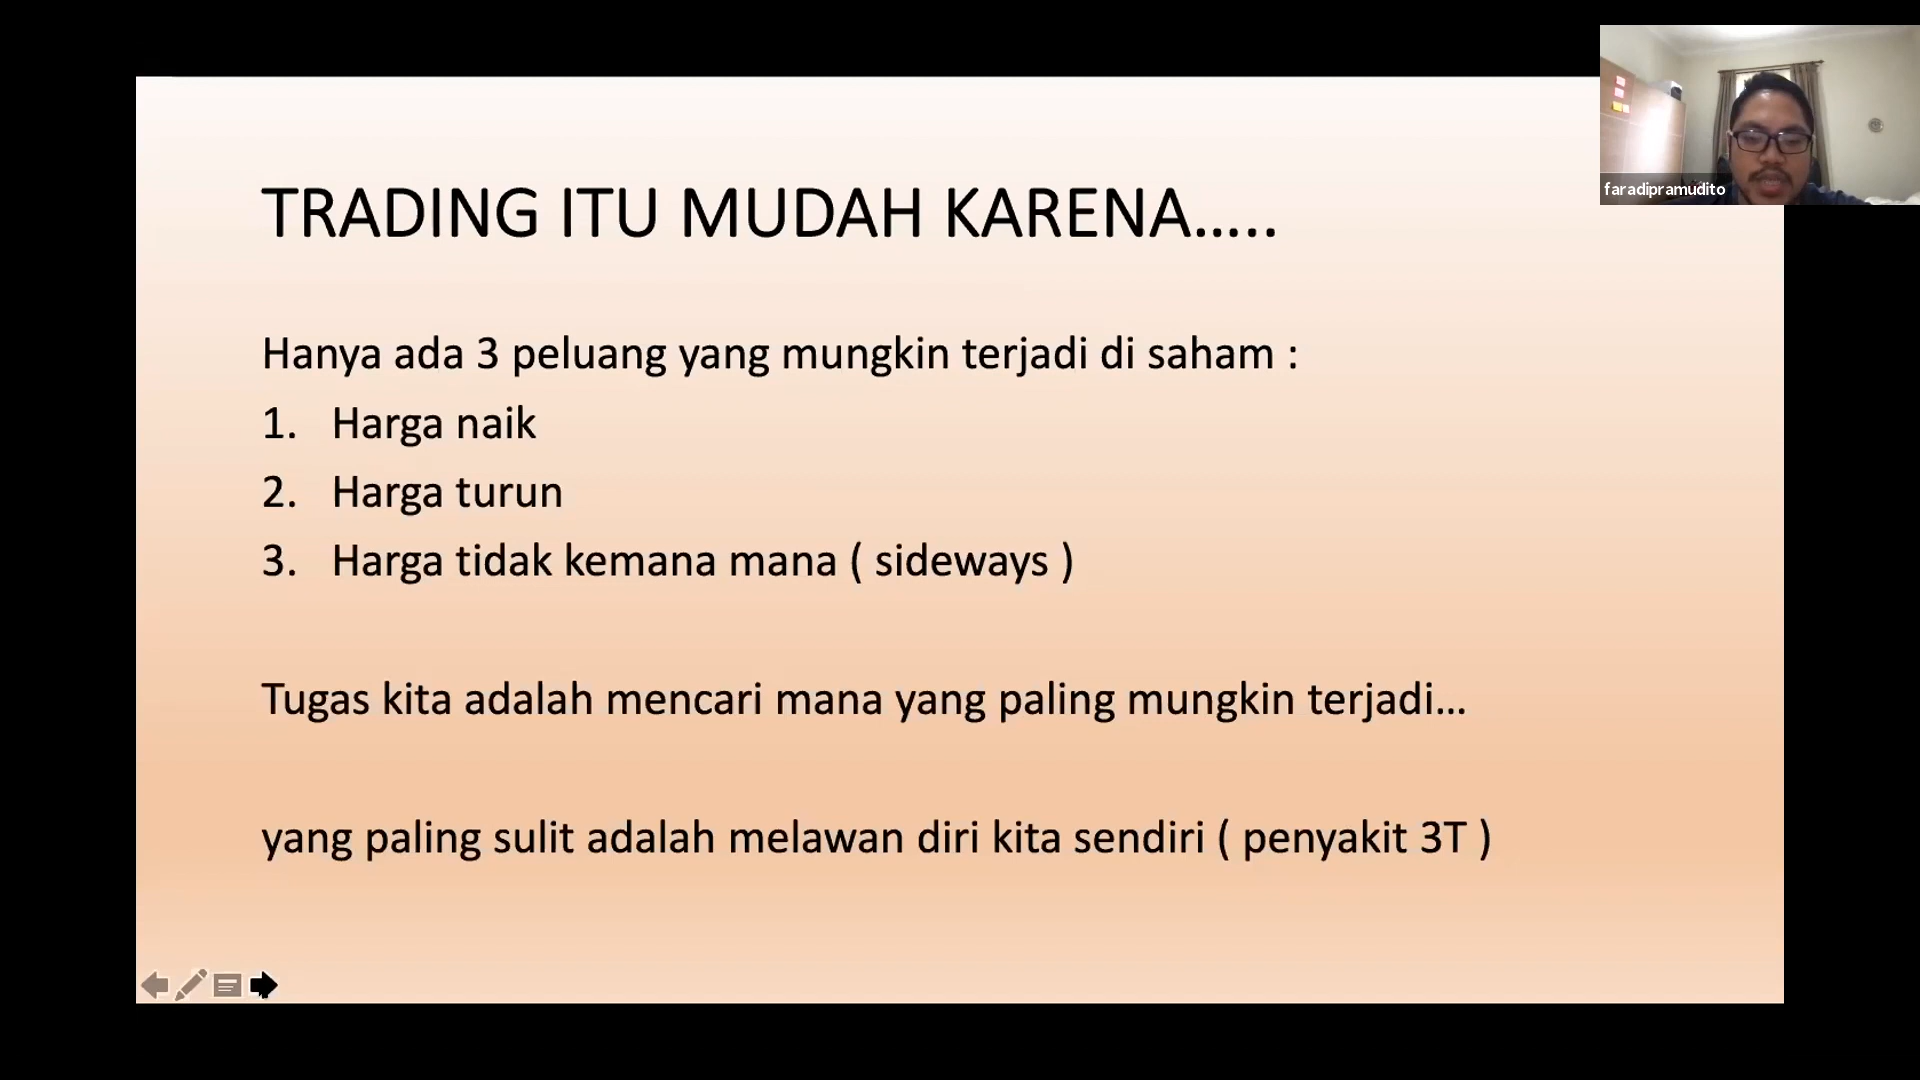 faradipramudito
TRADING ITU MUDAH KARENA.....
Hanya ada 3 peluang yang mungkin terjadi di saham :
1. Harga naik
2. Harga turun
3. Harga tidak kemana mana ( sideways )
Tugas kita adalah mencari mana yang paling mungkin terjadi...
yang paling sulit adalah melawan diri kita sendiri ( penyakit 3T )